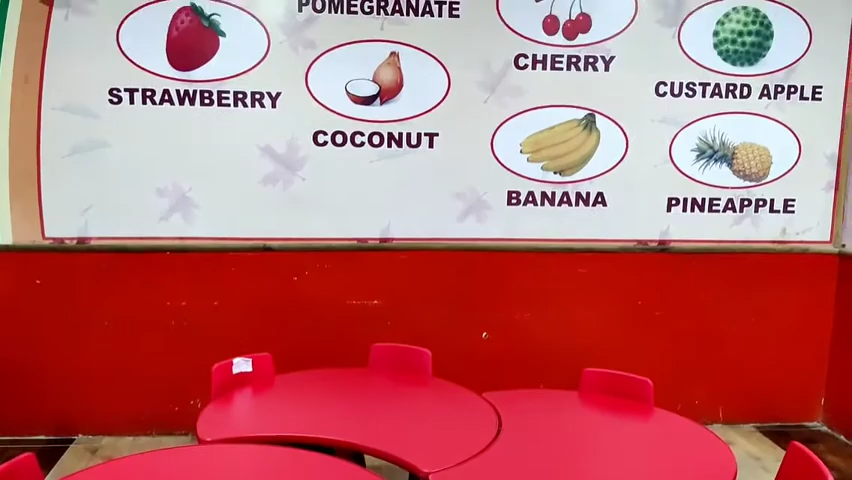 POMEGRANATE
STRAWBERRY
COCONUT
CHERRY
CUSTARD APPLE
BANANA
PINEAPPLE